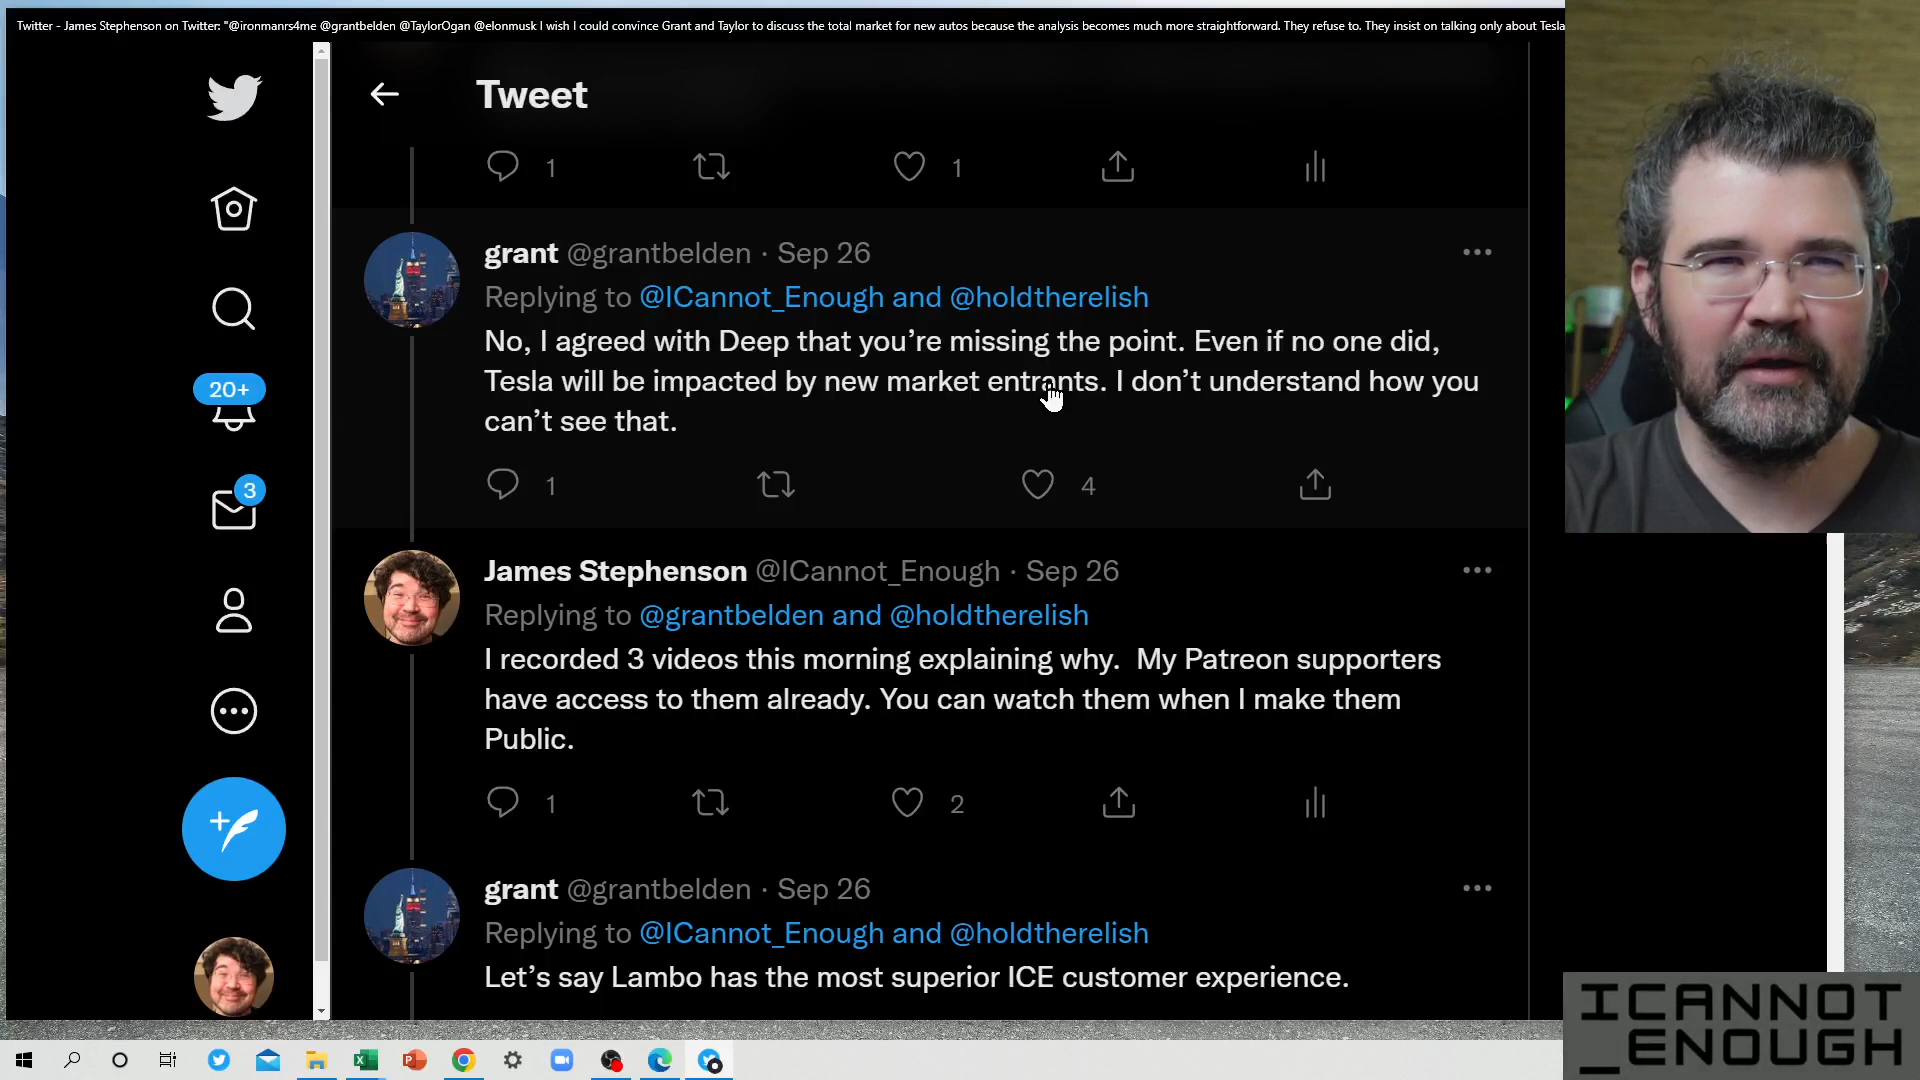 Twitter - James Stephenson on Twitter: "@ironmanrs4me @grantbelden @TaylorOgan @elonmusk I wish I could convince Grant and Taylor to discuss the total market for new autos because the analysis becomes much more straightforward. They refuse to. They insist on talking only about Tesla
Tweet
1
1
grant @grantbelden · Sep 26
Replying to @ICannot_Enough and @holdtherelish
No, I agreed with Deep that you’re missing the point. Even if no one did,
Tesla will be impacted by new market entrants. I don’t understand how you
can’t see that.
20+
1
4
3
James Stephenson @ICannot_Enough · Sep 26
Replying to @grantbelden and @holdtherelish
I recorded 3 videos this morning explaining why. My Patreon supporters
have access to them already. You can watch them when I make them
Public.
1
2
grant @grantbelden · Sep 26
Replying to @ICannot_Enough and @holdtherelish
Let’s say Lambo has the most superior ICE customer experience.
ICANNOT
_ENOUGH